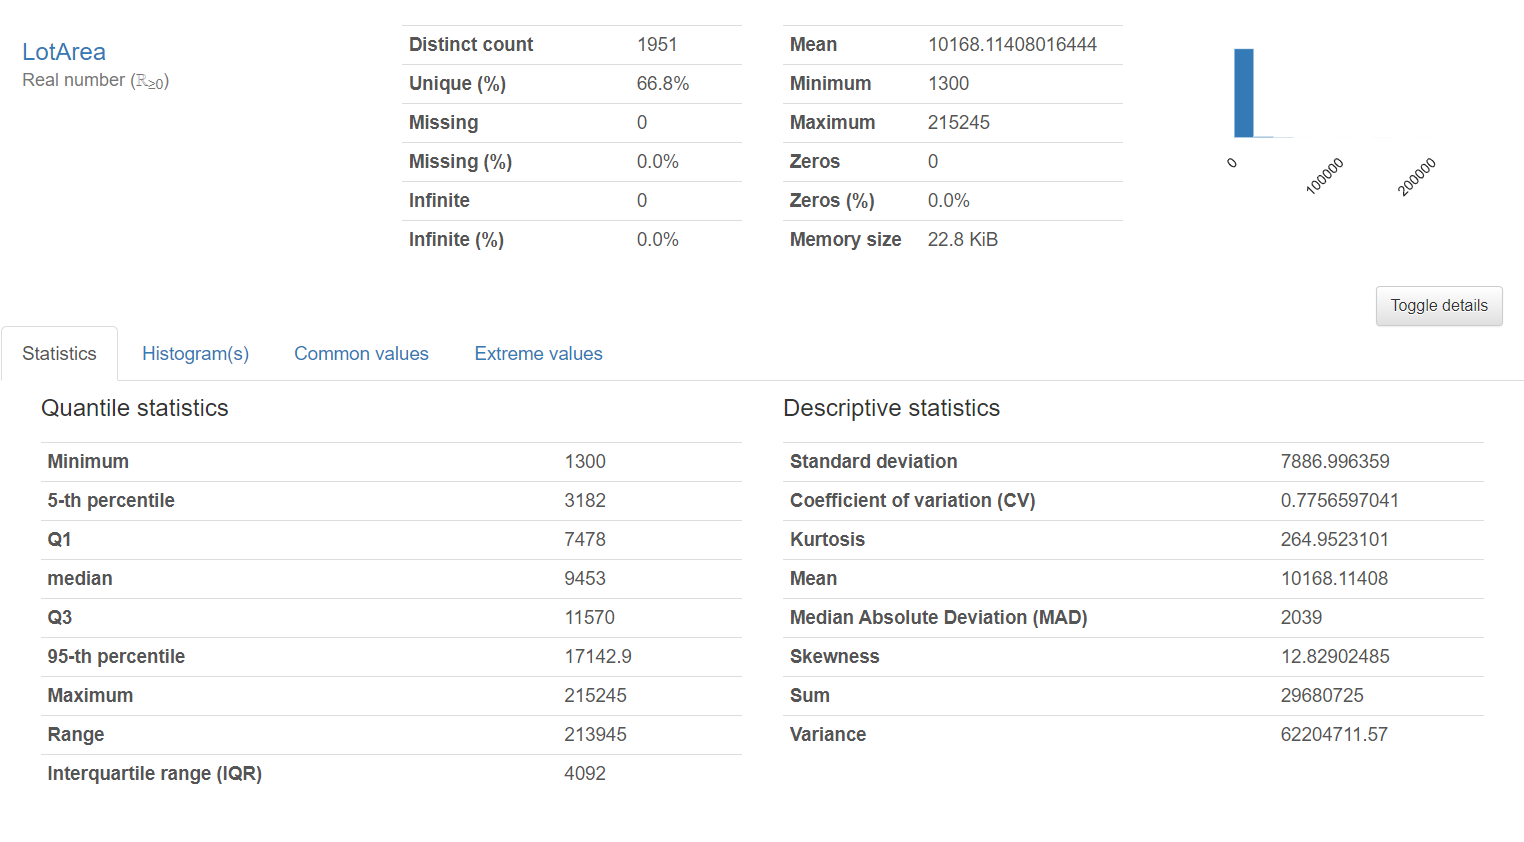 LotArea
Real number (ℝ≥0)
Distinct count 1951
Unique (%) 66.8%
Missing 0
Missing (%) 0.0%
Infinite 0
Infinite (%) 0.0%
Mean 10168.11408016444
Minimum 1300
Maximum 215245
Zeros 0
Zeros (%) 0.0%
Memory size 22.8 KiB
0 100000 200000
Toggle details
Statistics Histogram(s) Common values Extreme values
Quantile statistics
Minimum 1300
5-th percentile 3182
Q1 7478
median 9453
Q3 11570
95-th percentile 17142.9
Maximum 215245
Range 213945
Interquartile range (IQR) 4092
Descriptive statistics
Standard deviation 7886.996359
Coefficient of variation (CV) 0.7756597041
Kurtosis 264.9523101
Mean 10168.11408
Median Absolute Deviation (MAD) 2039
Skewness 12.82902485
Sum 29680725
Variance 62204711.57